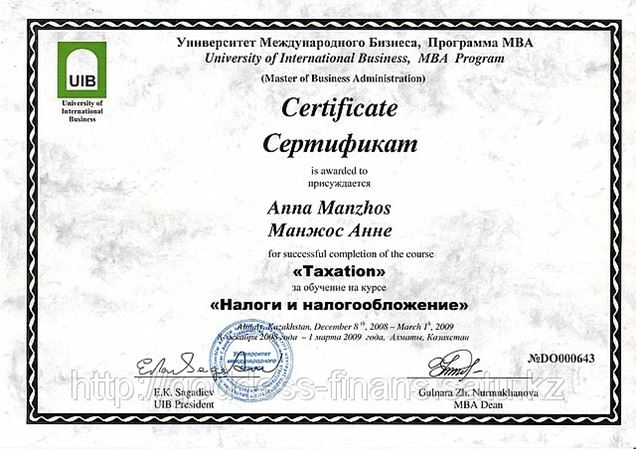 Университет Международного Бизнеса, Программа МВА
University of International Business, MBA Program
(Master of Business Administration)
UIB
University of
International
Business
Certificate
Сертификат
is awarded to
присуждается
Anna Manzhos
Манжос Анне
for successful completion of the course
«Taxation»
за обучение на курсе
«Налоги и налогообложение»
Almaty, Kazakhstan, December 8th, 2008 – March 1st, 2009
декабря 2008 года – 1 марта 2009 года, Алматы, Казахстан
Университет
международного
№DO000643
E.K. Sagadiev
UIB President
Gulnara Zh. Nurmukhanova
MBA Dean